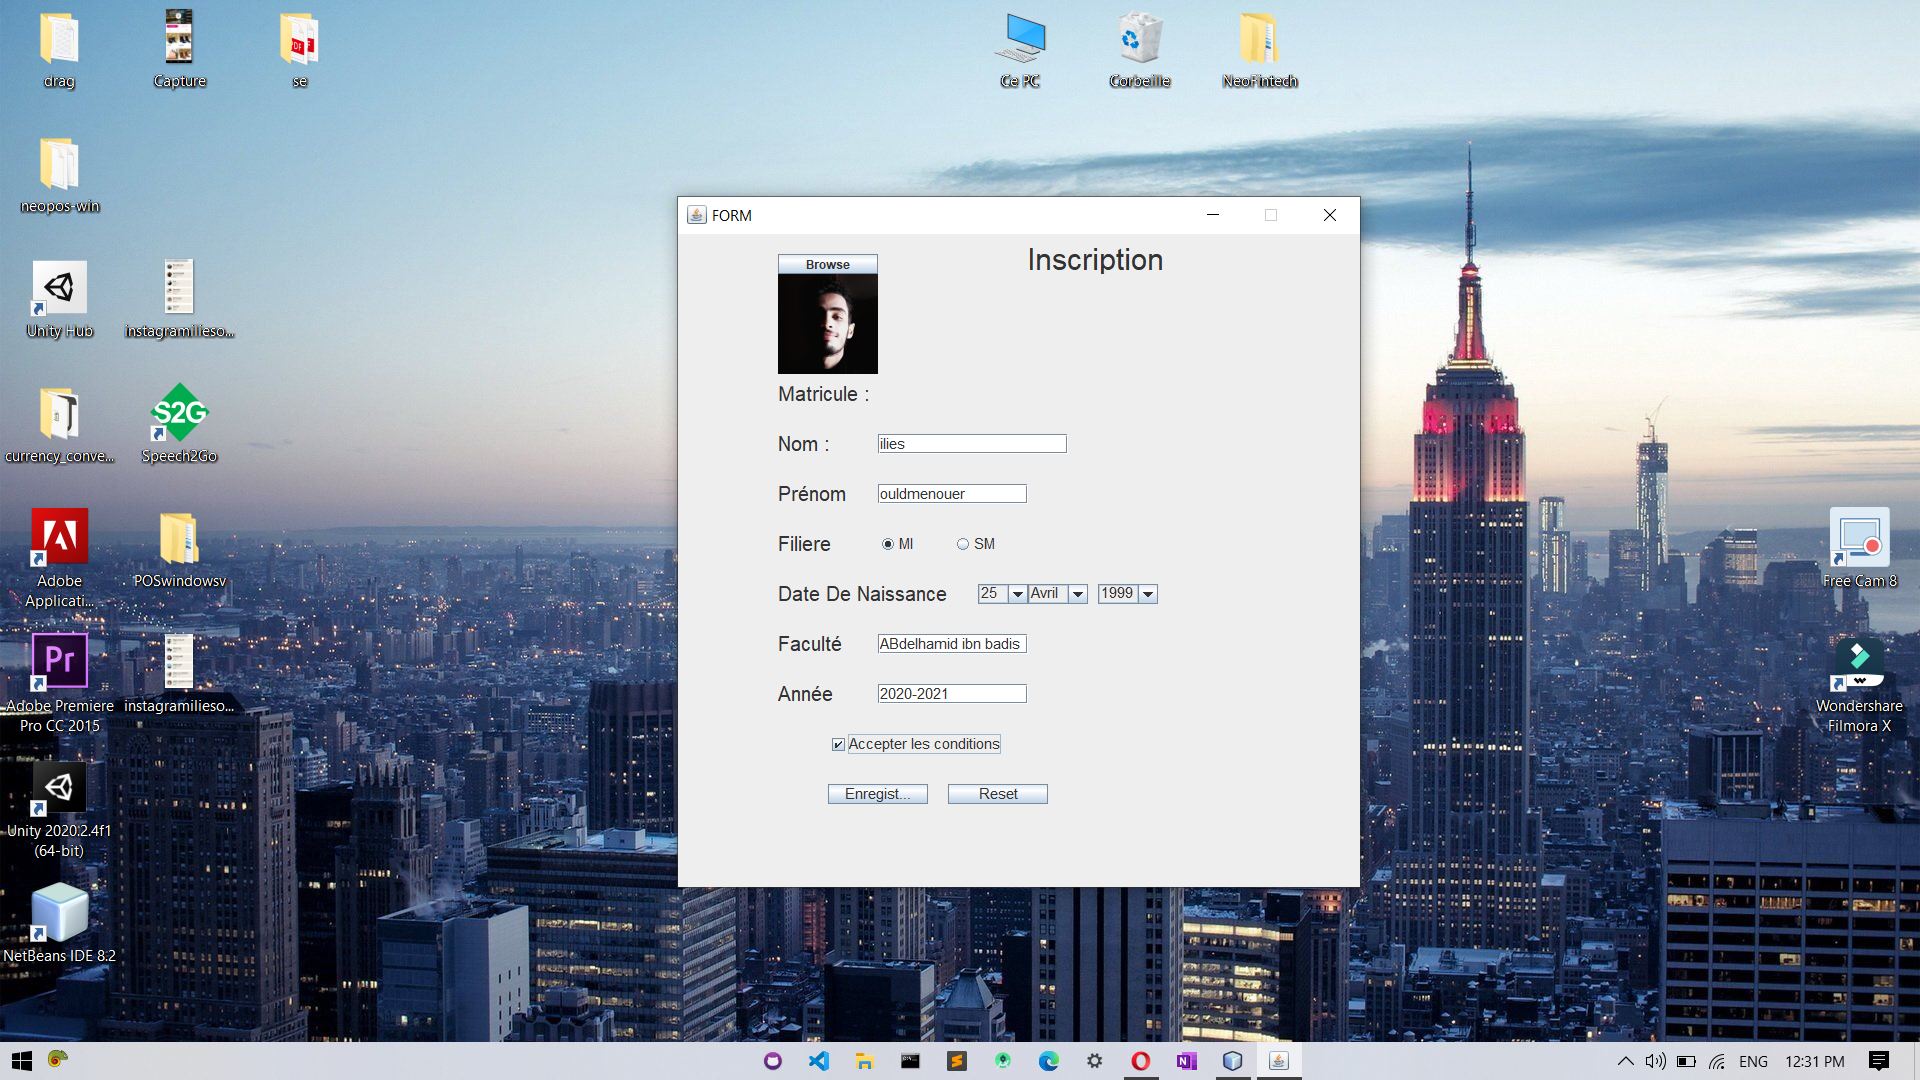 drag
Capture
se
Ce PC
Corbeille
NeoFintech
neopos-win
Unity Hub
instagramilieso...
currency_conve...
S2G
Speech2Go
Adobe
Applicati...
POSwindowsv
Pr
Adobe Premiere
Pro CC 2015
instagramilieso...
Unity 2020.2.4f1
(64-bit)
NetBeans IDE 8.2
FORM
Inscription
Browse
Matricule :
Nom : ilies
Prénom ouldmenouer
Filiere MI SM
Date De Naissance 25 Avril 1999
Faculté ABdelhamid ibn badis
Année 2020-2021
Accepter les conditions
Enregist... Reset
Free Cam 8
Wondershare
Filmora X
ENG 12:31 PM